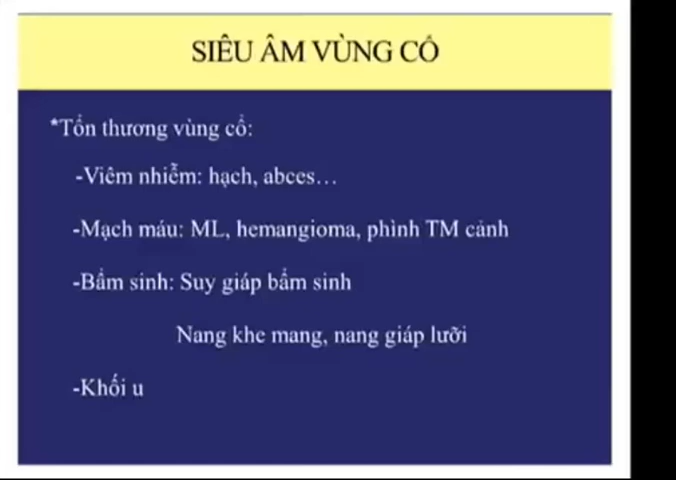 SIÊU ÂM VÙNG CỔ
*Tổn thương vùng cổ:
-Viêm nhiễm: hạch, abces…
-Mạch máu: ML, hemangioma, phình TM cảnh
-Bẩm sinh: Suy giáp bẩm sinh
Nang khe mang, nang giáp lưỡi
-Khối u